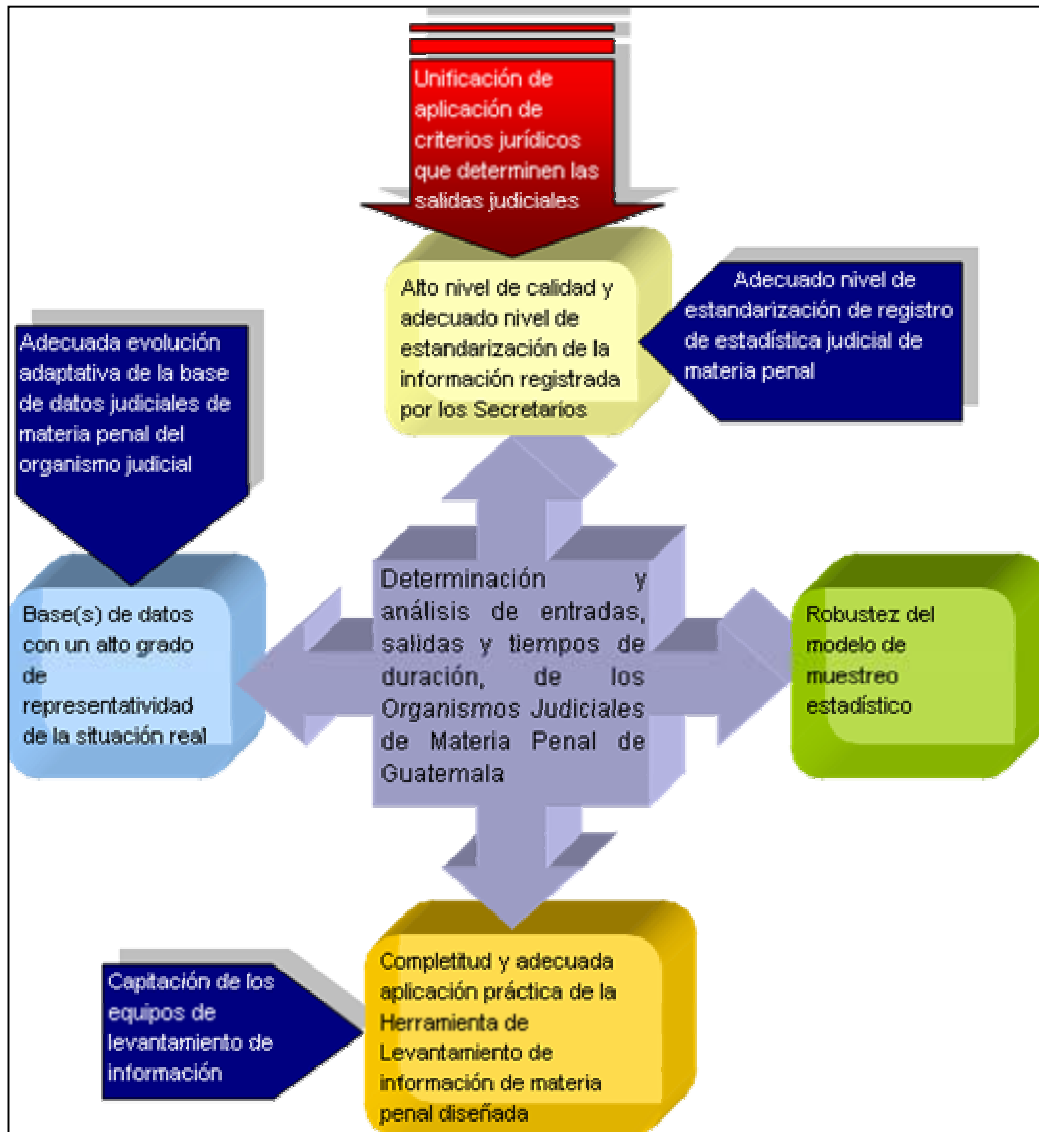 Unificación de
aplicación de
criterios jurídicos
que determinen las
salidas judiciales
Alto nivel de calidad y
adecuado nivel de
estandarización de la
información registrada
por los Secretarios
Adecuado nivel de
estandarización de registro
de estadística judicial de
materia penal
Adecuada evolución
adaptativa de la base
de datos judiciales de
materia penal del
organismo judicial
Base(s) de datos
con un alto grado
de
representatividad
de la situación real
Determinación y
análisis de entradas,
salidas y tiempos de
duración, de los
Organismos Judiciales
de Materia Penal de
Guatemala
Robustez del
modelo de
muestreo
estadístico
Capitación de los
equipos de
levantamiento de
información
Completitud y adecuada
aplicación práctica de la
Herramienta de
Levantamiento de
información de materia
penal diseñada